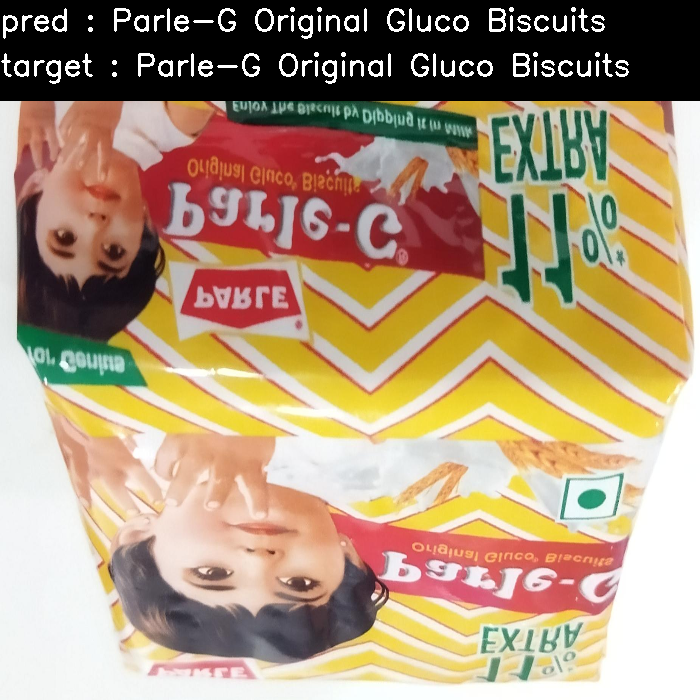 pred : Parle-G Original Gluco Biscuits
target : Parle-G Original Gluco Biscuits
Enjoy The Biscuit by Dipping it in Milk
EXTRA
11%*
Original Gluco® Biscuits
Parle-G®
PARLE®
for Genius
Original Gluco® Biscuits
Parle-G
EXTRA
11%
PARLE